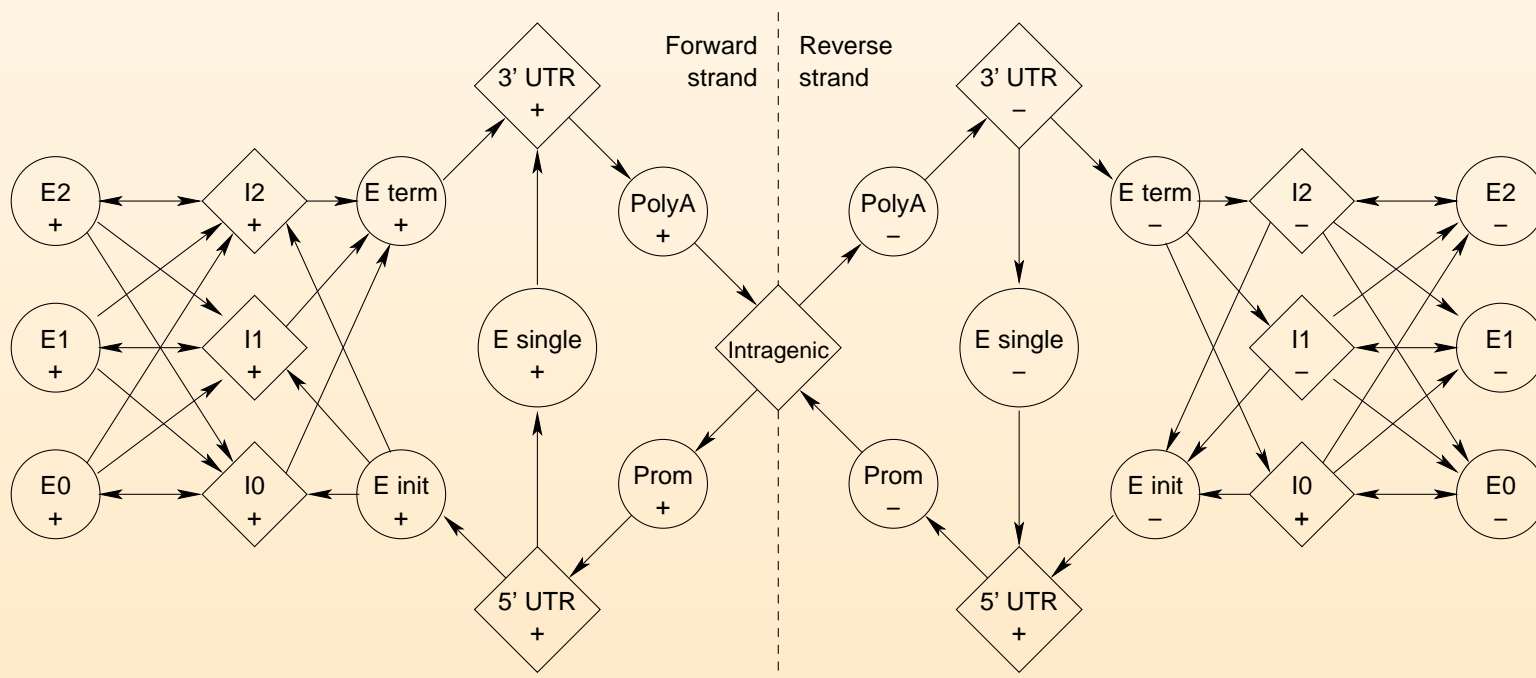 Forward
strand
Reverse
strand
3’ UTR
+
3’ UTR
–
E2
+
I2
+
E term
+
PolyA
+
PolyA
–
E term
–
I2
–
E2
–
E1
+
I1
+
E single
+
Intragenic
E single
–
I1
–
E1
–
E0
+
I0
+
E init
+
Prom
+
Prom
–
E init
–
I0
+
E0
–
5’ UTR
+
5’ UTR
+